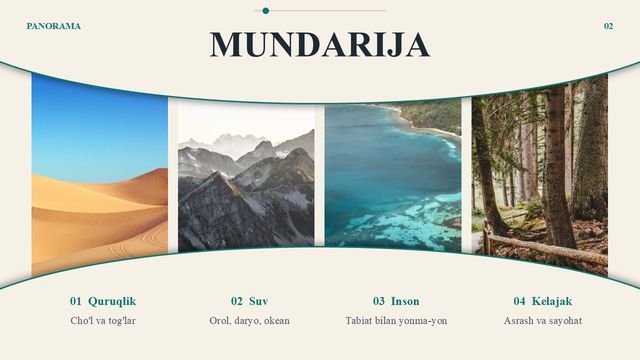 PANORAMA
02
MUNDARIJA
01 Quruqlik
Cho'l va tog'lar
02 Suv
Orol, daryo, okean
03 Inson
Tabiat bilan yonma-yon
04 Kelajak
Asrash va sayohat